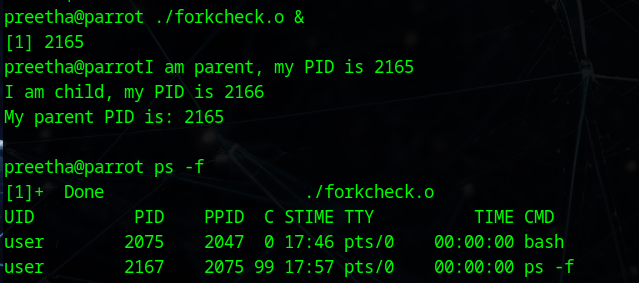 preetha@parrot ./forkcheck.o &
[1] 2165
preetha@parrotI am parent, my PID is 2165
I am child, my PID is 2166
My parent PID is: 2165
preetha@parrot ps -f
[1]+  Done                    ./forkcheck.o
UID          PID    PPID  C STIME TTY          TIME CMD
user        2075    2047  0 17:46 pts/0    00:00:00 bash
user        2167    2075 99 17:57 pts/0    00:00:00 ps -f